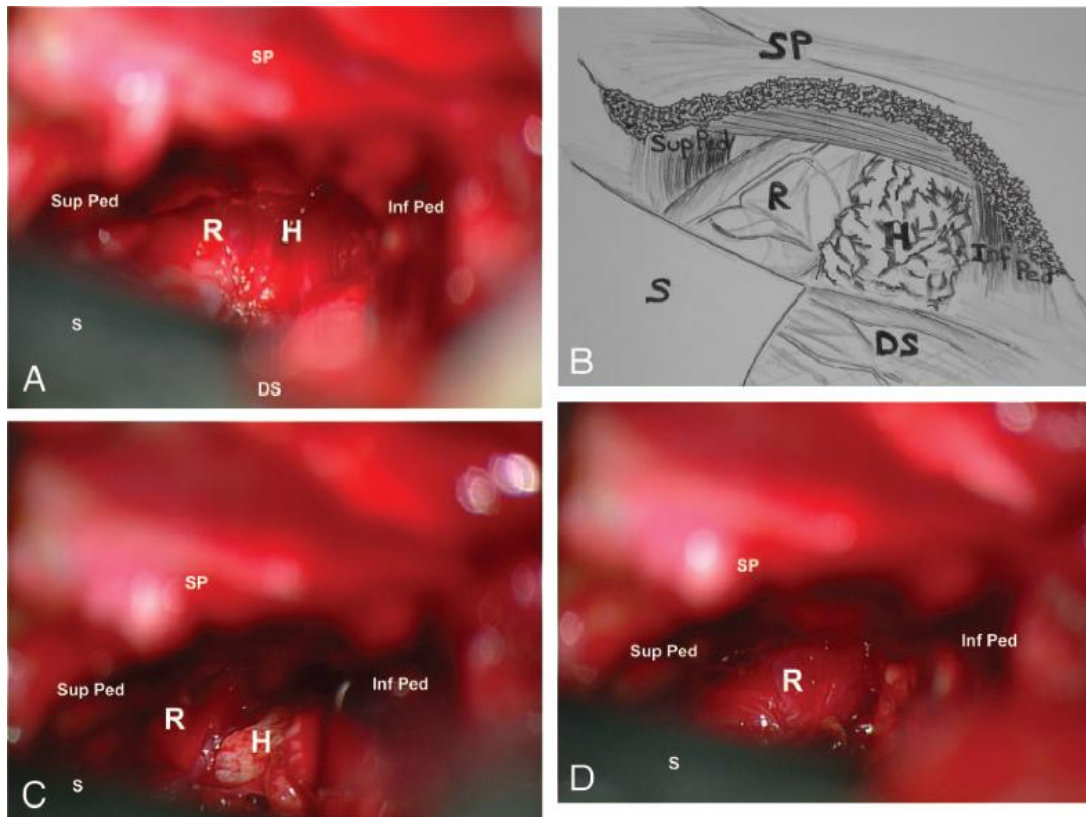 SP
Sup Ped
Inf Ped
R
H
S
A
DS
SP
Sup Ped
R
H
Inf
Ped
S
DS
B
SP
Sup Ped
Inf Ped
R
H
S
C
SP
Sup Ped
Inf Ped
R
S
D